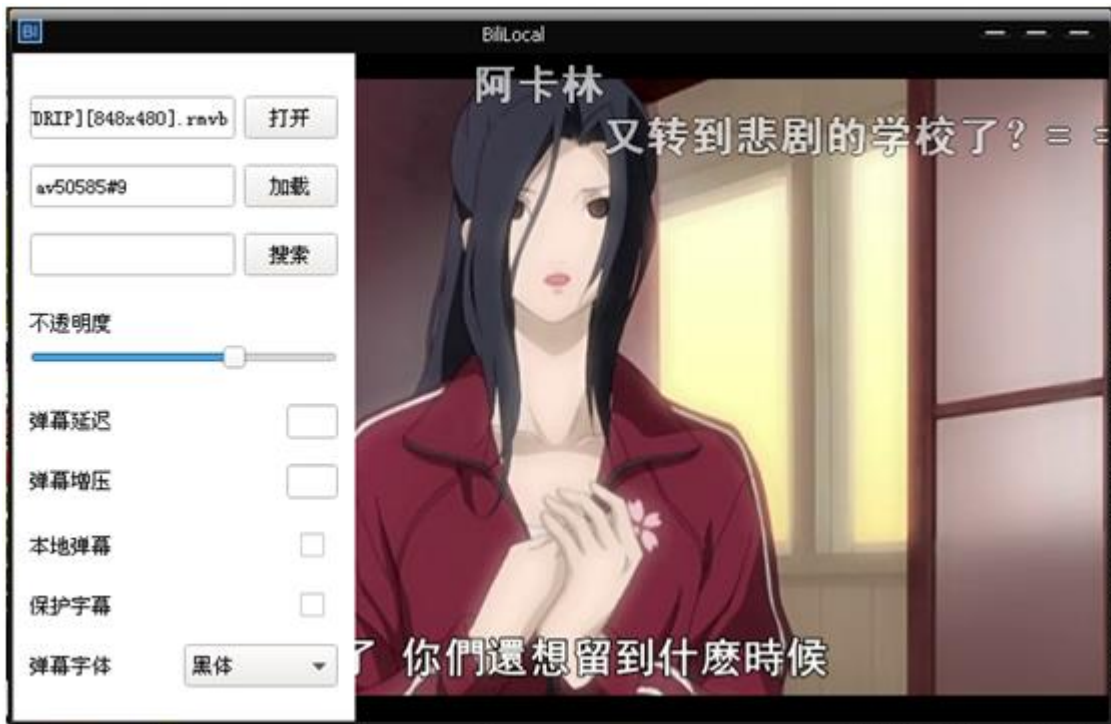 BI
BiliLocal
DRIP][848x480].rmvb
打开
av50585#9
加载
搜索
不透明度
弹幕延迟
弹幕增压
本地弹幕
保护字幕
弹幕字体
黑体
阿卡林
又转到悲剧的学校了？= =
了 你們還想留到什麼時候